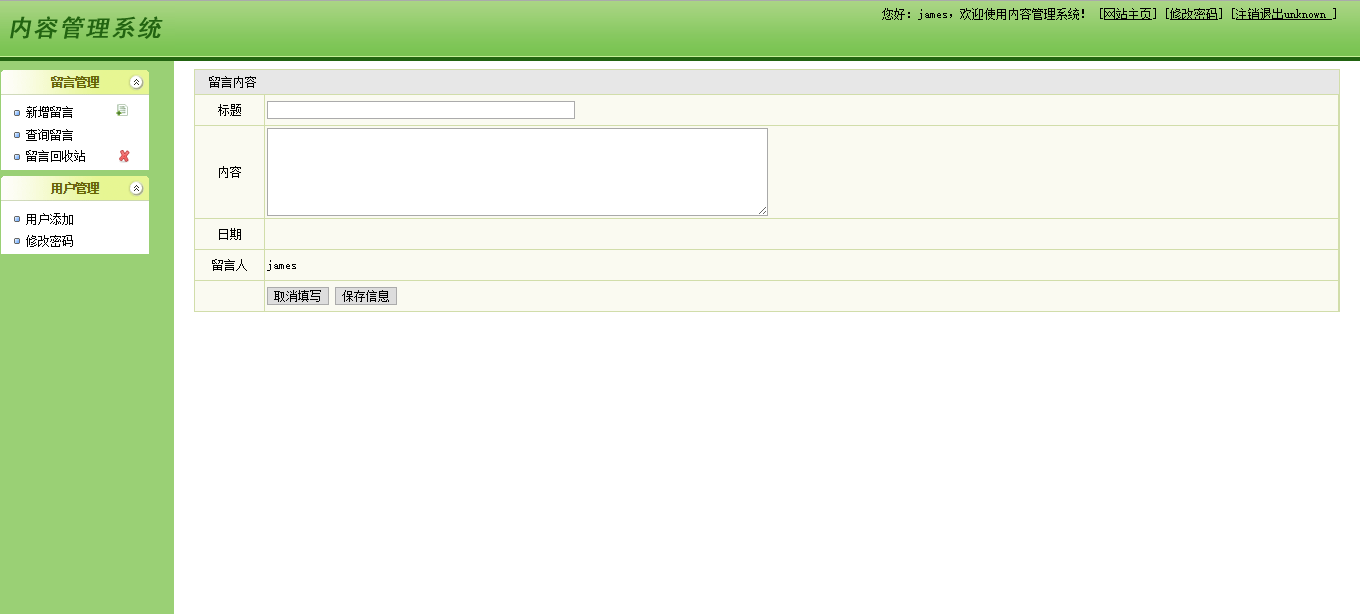 内容管理系统
您好：james，欢迎使用内容管理系统！ [网站主页] [修改密码] [注销退出unknown ]
留言管理
新增留言
查询留言
留言回收站
用户管理
用户添加
修改密码
留言内容
标题
内容
日期
留言人 james
取消填写 保存信息